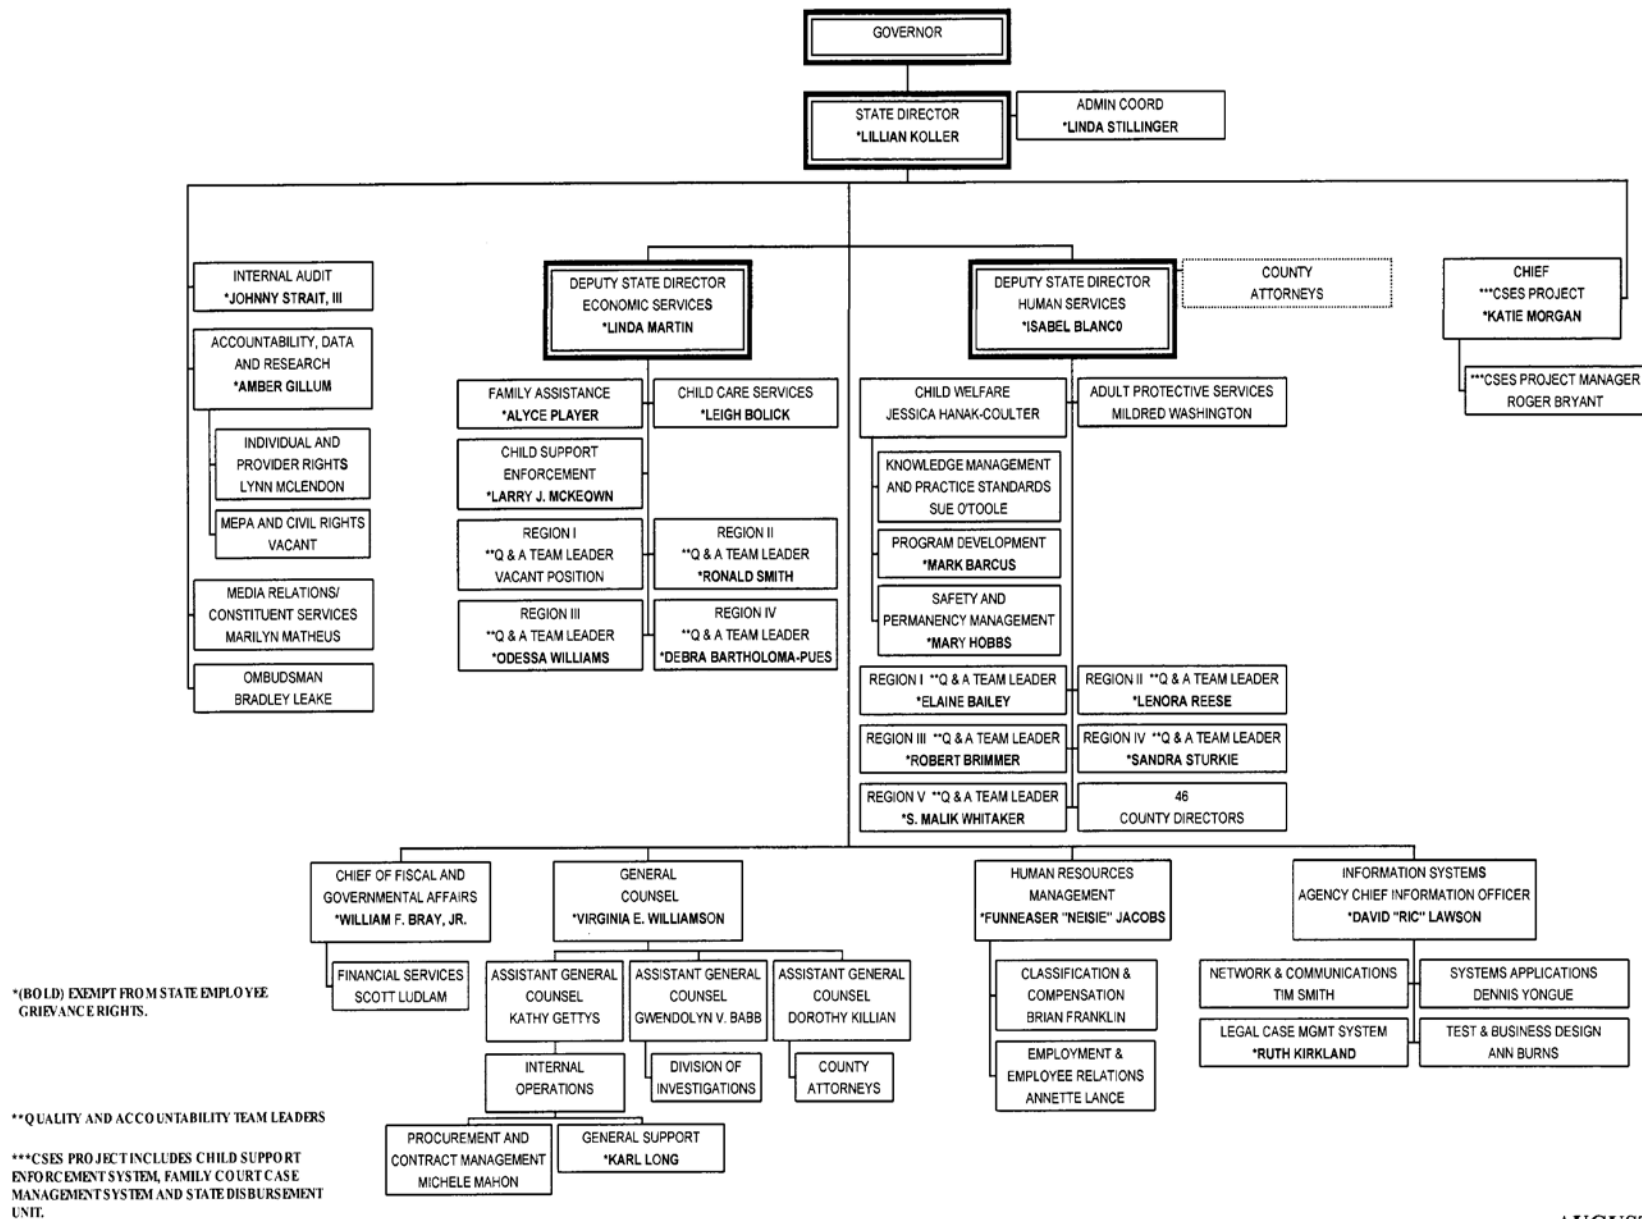 GOVERNOR
STATE DIRECTOR
*LILLIAN KOLLER
ADMIN COORD
*LINDA STILLINGER
INTERNAL AUDIT
*JOHNNY STRAIT, III
ACCOUNTABILITY, DATA
AND RESEARCH
*AMBER GILLUM
INDIVIDUAL AND
PROVIDER RIGHTS
LYNN MCLENDON
MEPA AND CIVIL RIGHTS
VACANT
MEDIA RELATIONS/
CONSTITUENT SERVICES
MARILYN MATHEUS
OMBUDSMAN
BRADLEY LEAKE
DEPUTY STATE DIRECTOR
ECONOMIC SERVICES
*LINDA MARTIN
FAMILY ASSISTANCE
*ALYCE PLAYER
CHILD CARE SERVICES
*LEIGH BOLICK
CHILD SUPPORT
ENFORCEMENT
*LARRY J. MCKEOWN
REGION I
**Q & A TEAM LEADER
VACANT POSITION
REGION II
**Q & A TEAM LEADER
*RONALD SMITH
REGION III
**Q & A TEAM LEADER
*ODESSA WILLIAMS
REGION IV
**Q & A TEAM LEADER
*DEBRA BARTHOLOMA-PUES
DEPUTY STATE DIRECTOR
HUMAN SERVICES
*ISABEL BLANC0
COUNTY
ATTORNEYS
CHILD WELFARE
JESSICA HANAK-COULTER
ADULT PROTECTIVE SERVICES
MILDRED WASHINGTON
KNOWLEDGE MANAGEMENT
AND PRACTICE STANDARDS
SUE O'TOOLE
PROGRAM DEVELOPMENT
*MARK BARCUS
SAFETY AND
PERMANENCY MANAGEMENT
*MARY HOBBS
REGION I **Q & A TEAM LEADER
*ELAINE BAILEY
REGION II **Q & A TEAM LEADER
*LENORA REESE
REGION III **Q & A TEAM LEADER
*ROBERT BRIMMER
REGION IV **Q & A TEAM LEADER
*SANDRA STURKIE
REGION V **Q & A TEAM LEADER
*S. MALIK WHITAKER
46
COUNTY DIRECTORS
CHIEF
***CSES PROJECT
*KATIE MORGAN
***CSES PROJECT MANAGER
ROGER BRYANT
CHIEF OF FISCAL AND
GOVERNMENTAL AFFAIRS
*WILLIAM F. BRAY, JR.
FINANCIAL SERVICES
SCOTT LUDLAM
GENERAL
COUNSEL
*VIRGINIA E. WILLIAMSON
ASSISTANT GENERAL
COUNSEL
KATHY GETTYS
ASSISTANT GENERAL
COUNSEL
GWENDOLYN V. BABB
ASSISTANT GENERAL
COUNSEL
DOROTHY KILLIAN
INTERNAL
OPERATIONS
DIVISION OF
INVESTIGATIONS
COUNTY
ATTORNEYS
PROCUREMENT AND
CONTRACT MANAGEMENT
MICHELE MAHON
GENERAL SUPPORT
*KARL LONG
HUMAN RESOURCES
MANAGEMENT
*FUNNEASER "NEISIE" JACOBS
CLASSIFICATION &
COMPENSATION
BRIAN FRANKLIN
EMPLOYMENT &
EMPLOYEE RELATIONS
ANNETTE LANCE
INFORMATION SYSTEMS
AGENCY CHIEF INFORMATION OFFICER
*DAVID "RIC" LAWSON
NETWORK & COMMUNICATIONS
TIM SMITH
SYSTEMS APPLICATIONS
DENNIS YONGUE
LEGAL CASE MGMT SYSTEM
*RUTH KIRKLAND
TEST & BUSINESS DESIGN
ANN BURNS
*(BOLD) EXEMPT FROM STATE EMPLOYEE
GRIEVANCE RIGHTS.
**QUALITY AND ACCOUNTABILITY TEAM LEADERS
***CSES PROJECT INCLUDES CHILD SUPPORT
ENFORCEMENT SYSTEM, FAMILY COURT CASE
MANAGEMENT SYSTEM AND STATE DISBURSEMENT
UNIT.